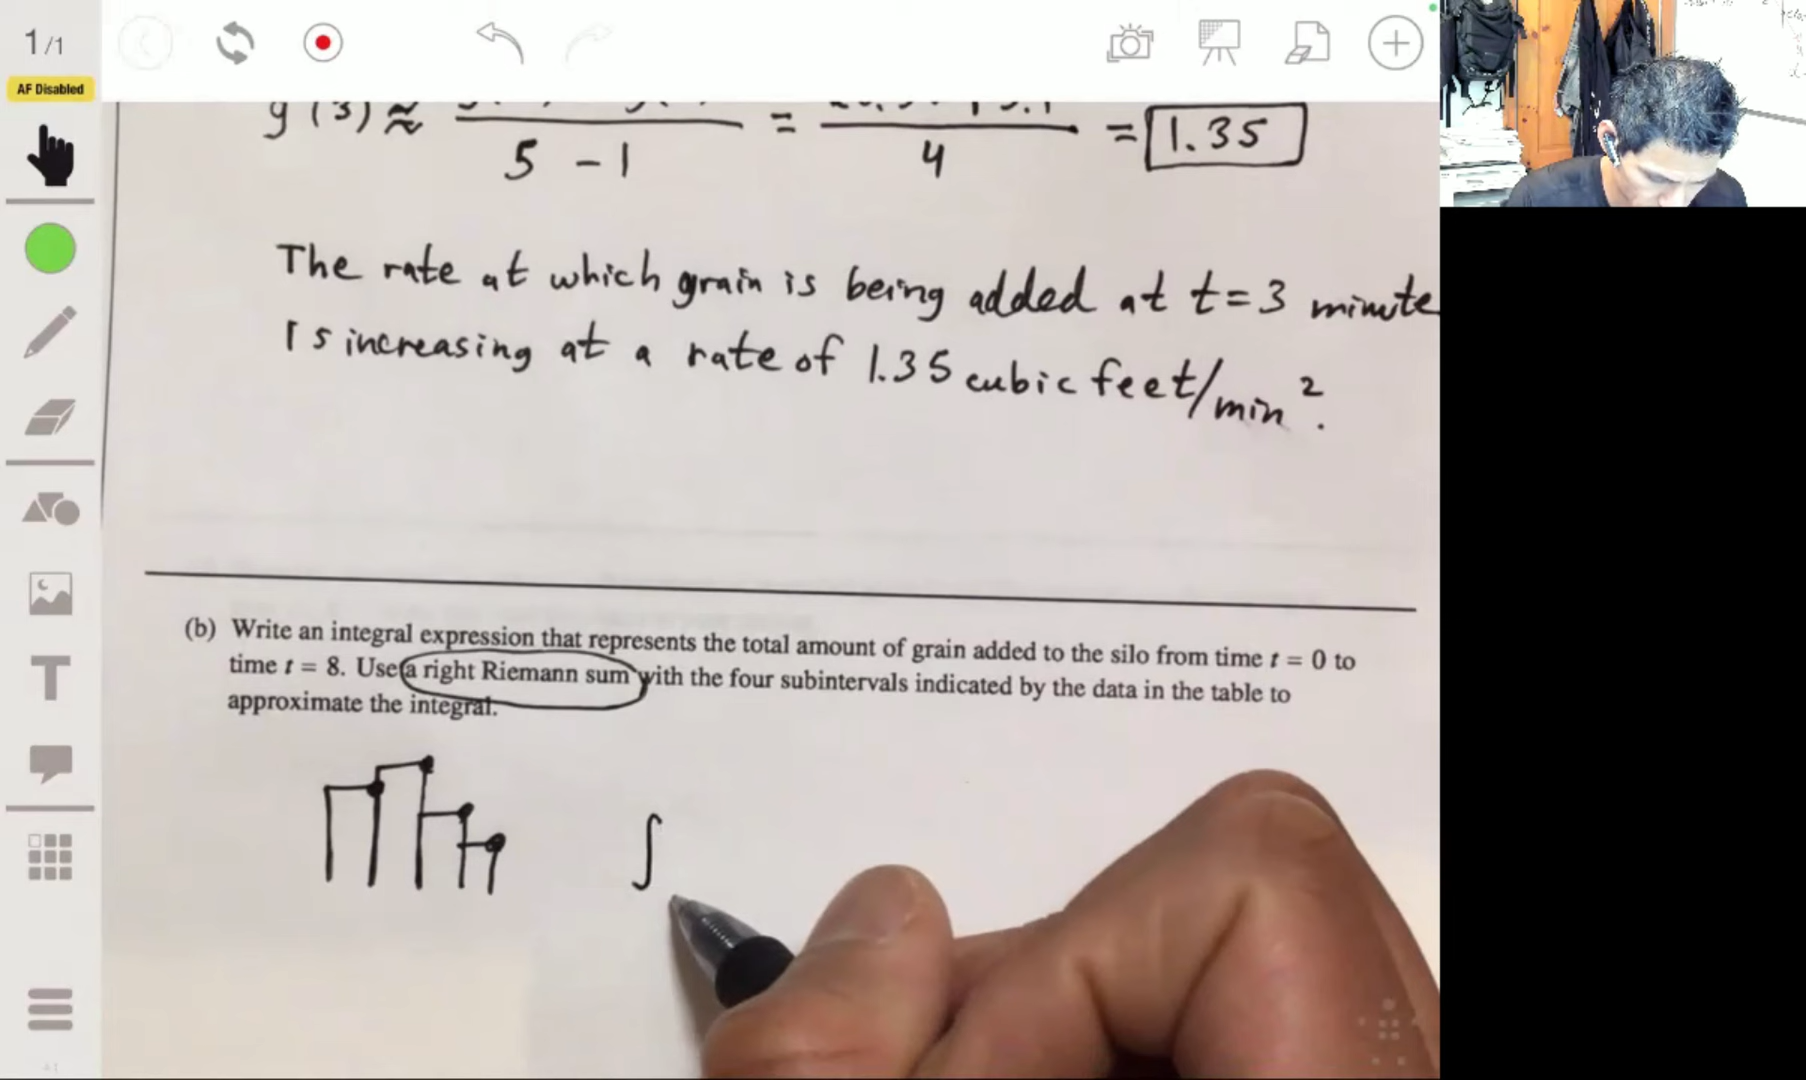 1/1
AF Disabled
g'(3) ≈
5 - 1
=
4
= 1.35
The rate at which grain is being added at t=3 minute
is increasing at a rate of 1.35 cubic feet/min².
(b) Write an integral expression that represents the total amount of grain added to the silo from time t = 0 to
time t = 8. Use a right Riemann sum with the four subintervals indicated by the data in the table to
approximate the integral.
∫
T